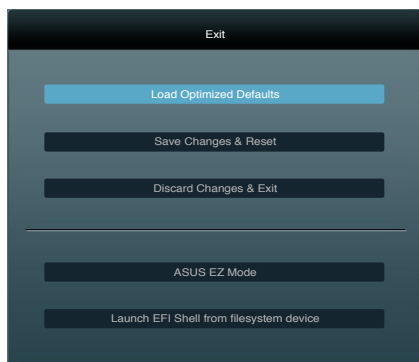 Exit
Load Optimized Defaults
Save Changes & Reset
Discard Changes & Exit
ASUS EZ Mode
Launch EFI Shell from filesystem device